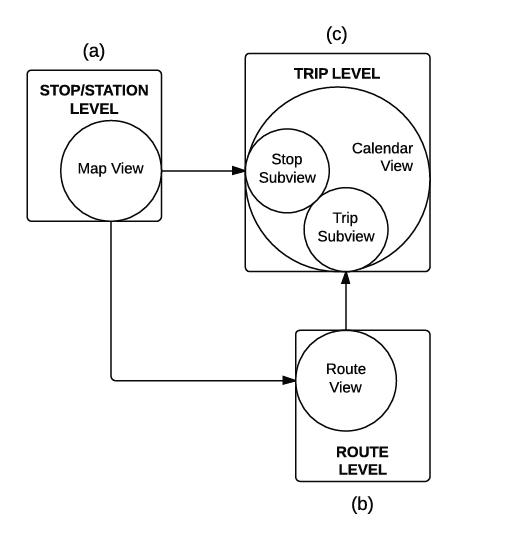 (a)
STOP/STATION
LEVEL
Map View
(c)
TRIP LEVEL
Calendar
View
Stop
Subview
Trip
Subview
Route
View
ROUTE
LEVEL
(b)